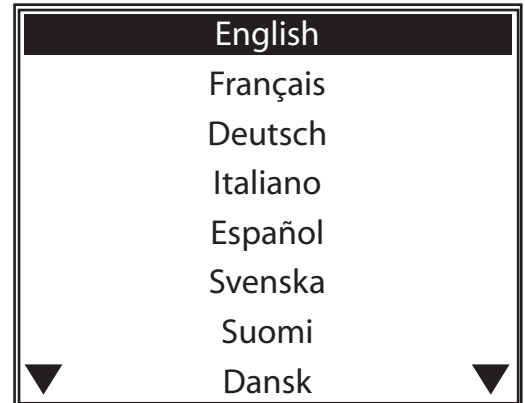 English
Français
Deutsch
Italiano
Español
Svenska
Suomi
Dansk